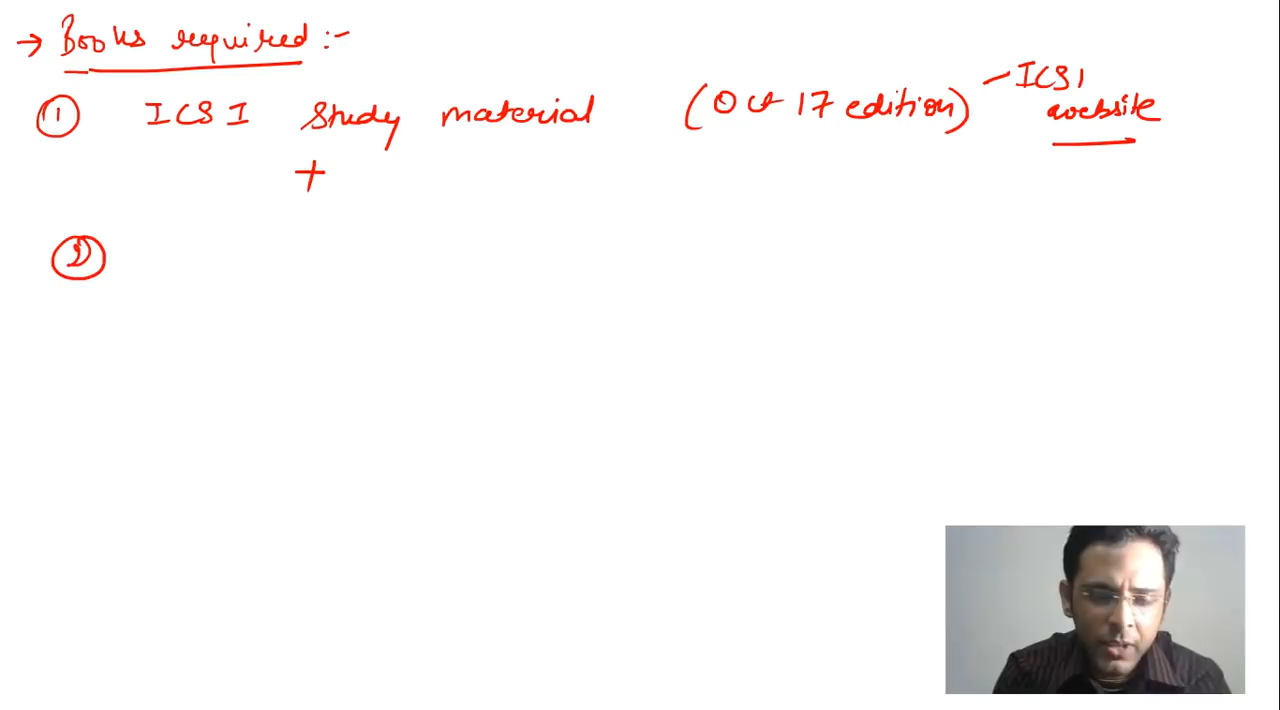 → Books required :-
① ICSI Study material (Oct 17 edition) - ICSI website
+
②